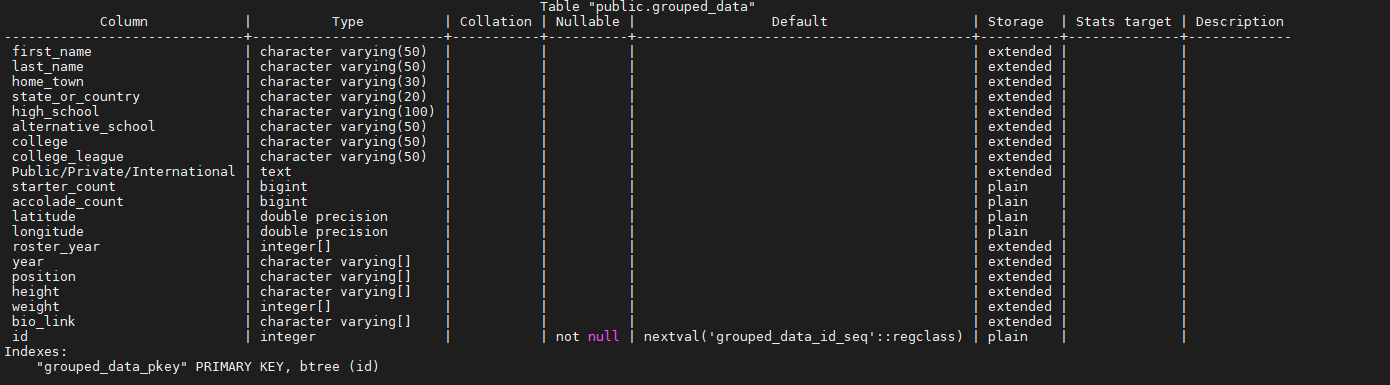 Table "public.grouped_data"
            Column            |          Type          | Collation | Nullable |                 Default                  | Storage  | Stats target | Description
------------------------------+------------------------+-----------+----------+------------------------------------------+----------+--------------+-------------
 first_name                   | character varying(50)  |           |          |                                          | extended |              |
 last_name                    | character varying(50)  |           |          |                                          | extended |              |
 home_town                    | character varying(30)  |           |          |                                          | extended |              |
 state_or_country             | character varying(20)  |           |          |                                          | extended |              |
 high_school                  | character varying(100) |           |          |                                          | extended |              |
 alternative_school           | character varying(50)  |           |          |                                          | extended |              |
 college                      | character varying(50)  |           |          |                                          | extended |              |
 college_league               | character varying(50)  |           |          |                                          | extended |              |
 Public/Private/International | text                   |           |          |                                          | extended |              |
 starter_count                | bigint                 |           |          |                                          | plain    |              |
 accolade_count               | bigint                 |           |          |                                          | plain    |              |
 latitude                     | double precision       |           |          |                                          | plain    |              |
 longitude                    | double precision       |           |          |                                          | plain    |              |
 roster_year                  | integer[]              |           |          |                                          | extended |              |
 year                         | character varying[]    |           |          |                                          | extended |              |
 position                     | character varying[]    |           |          |                                          | extended |              |
 height                       | character varying[]    |           |          |                                          | extended |              |
 weight                       | integer[]              |           |          |                                          | extended |              |
 bio_link                     | character varying[]    |           |          |                                          | extended |              |
 id                           | integer                |           | not null | nextval('grouped_data_id_seq'::regclass) | plain    |              |
Indexes:
    "grouped_data_pkey" PRIMARY KEY, btree (id)